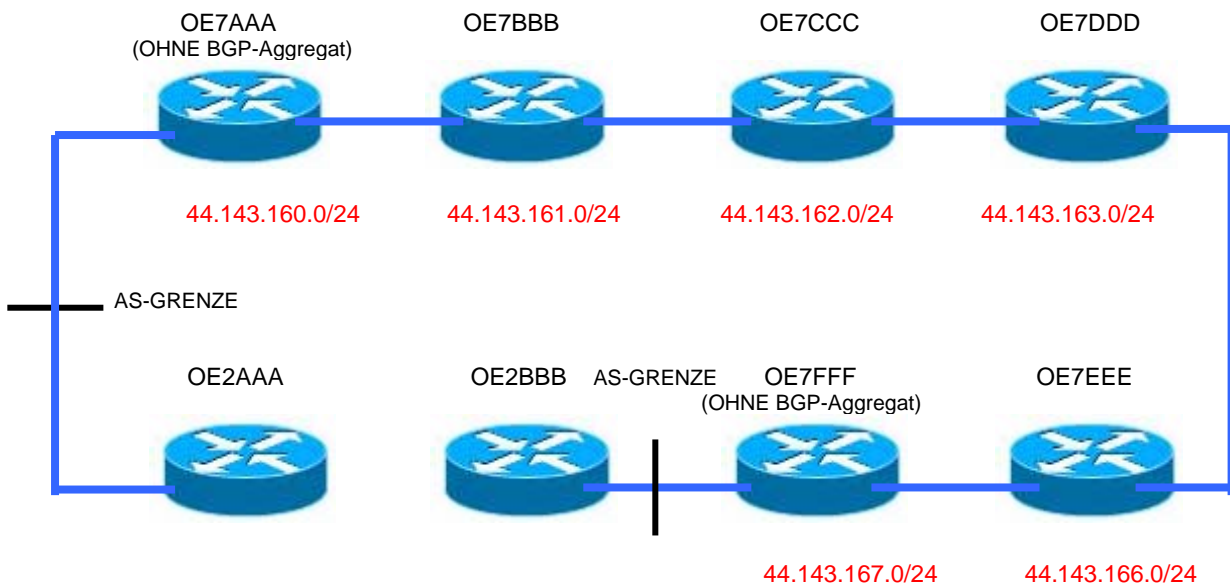 OE7AAA
(OHNE BGP-Aggregat)
OE7BBB
OE7CCC
OE7DDD
44.143.160.0/24
44.143.161.0/24
44.143.162.0/24
44.143.163.0/24
AS-GRENZE
OE2AAA
OE2BBB
AS-GRENZE
OE7FFF
(OHNE BGP-Aggregat)
OE7EEE
44.143.167.0/24
44.143.166.0/24